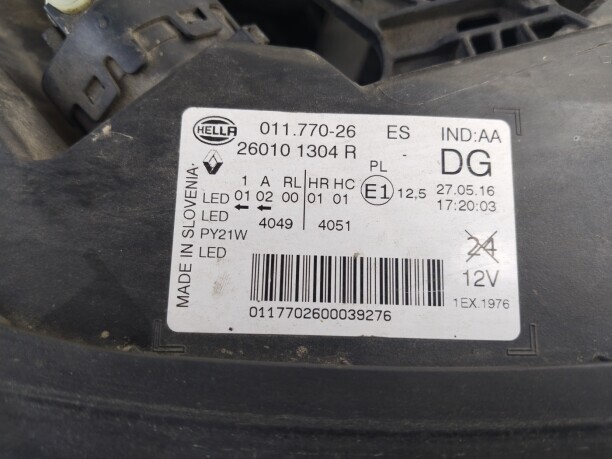 HELLA 011.770-26 ES IND:AA
26010 1304 R DG
PL
1 A RL HR HC E1 12,5 27.05.16
LED 01 02 00 01 01 17:20:03
LED ← ←
4049 4051
PY21W
LED
24
12V
1EX.1976
0117702600039276
MADE IN SLOVENIA